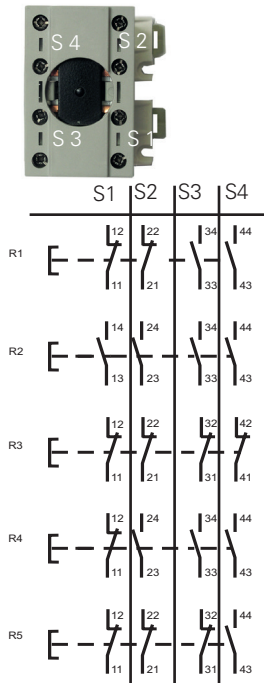 S 4 S 2
S 3 S 1
S1 S2 S3 S4
12 22 34 44
R1
11 21 33 43
14 24 34 44
R2
13 23 33 43
12 22 32 42
R3
11 21 31 41
12 24 34 44
R4
11 23 33 43
12 22 32 44
R5
11 21 31 43